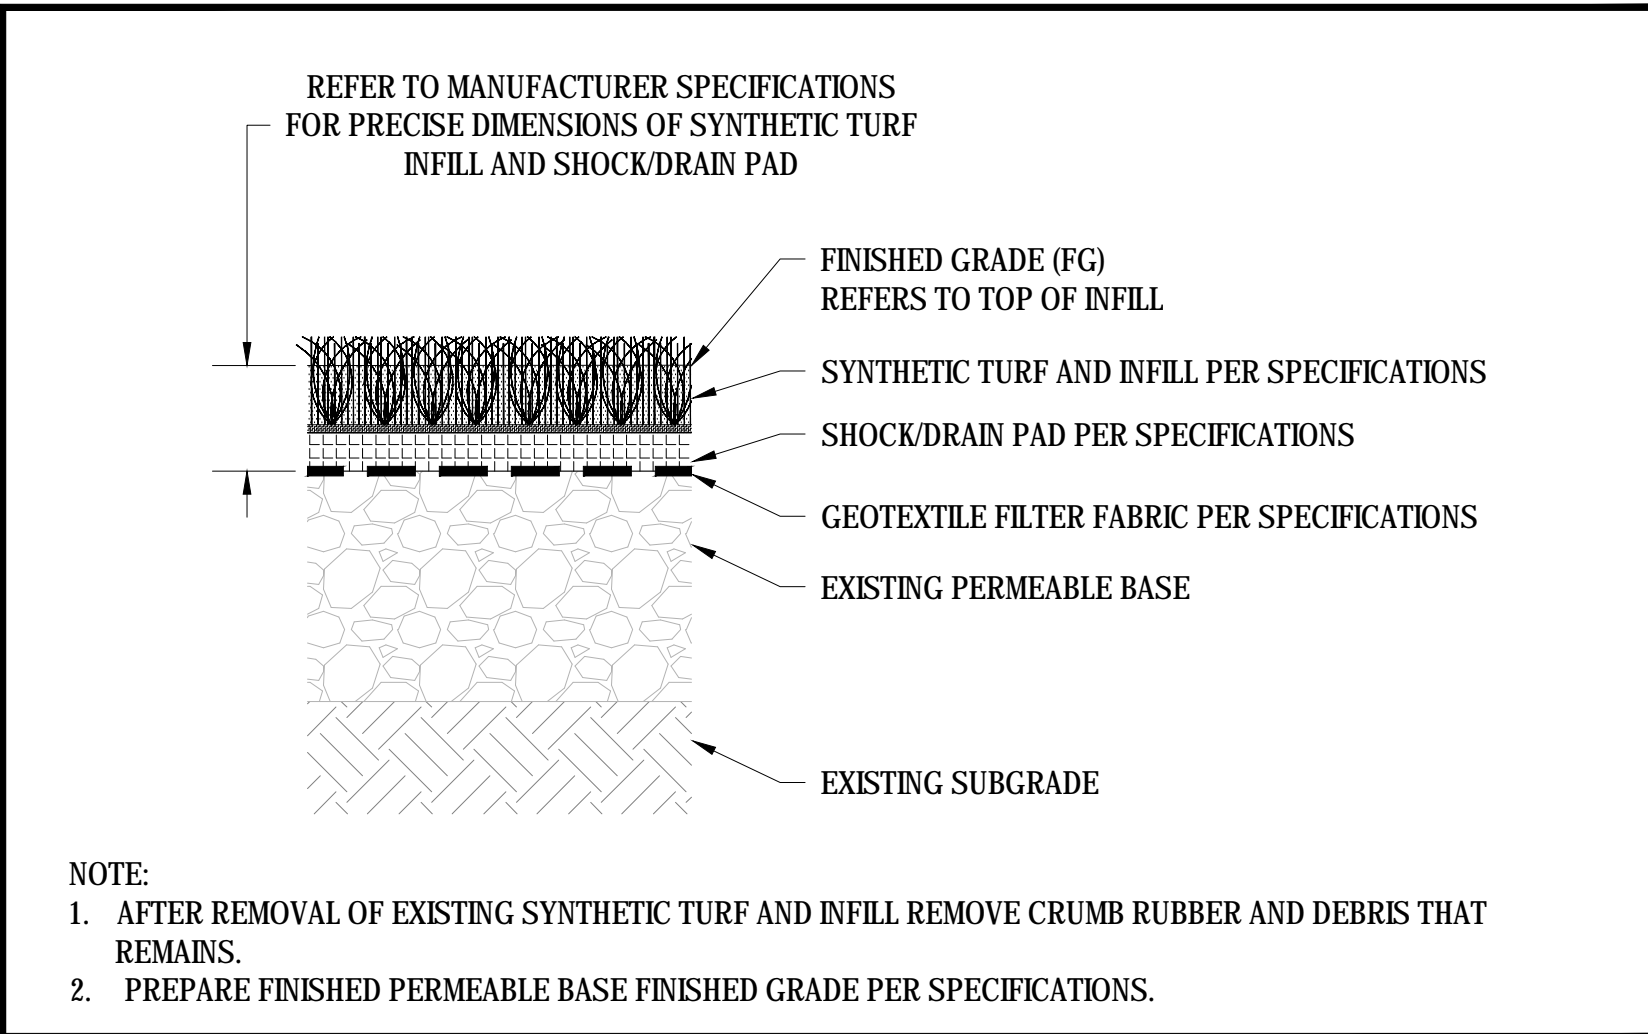 REFER TO MANUFACTURER SPECIFICATIONS
FOR PRECISE DIMENSIONS OF SYNTHETIC TURF
INFILL AND SHOCK/DRAIN PAD
FINISHED GRADE (FG)
REFERS TO TOP OF INFILL
SYNTHETIC TURF AND INFILL PER SPECIFICATIONS
SHOCK/DRAIN PAD PER SPECIFICATIONS
GEOTEXTILE FILTER FABRIC PER SPECIFICATIONS
EXISTING PERMEABLE BASE
EXISTING SUBGRADE
NOTE:
1. AFTER REMOVAL OF EXISTING SYNTHETIC TURF AND INFILL REMOVE CRUMB RUBBER AND DEBRIS THAT
REMAINS.
2. PREPARE FINISHED PERMEABLE BASE FINISHED GRADE PER SPECIFICATIONS.